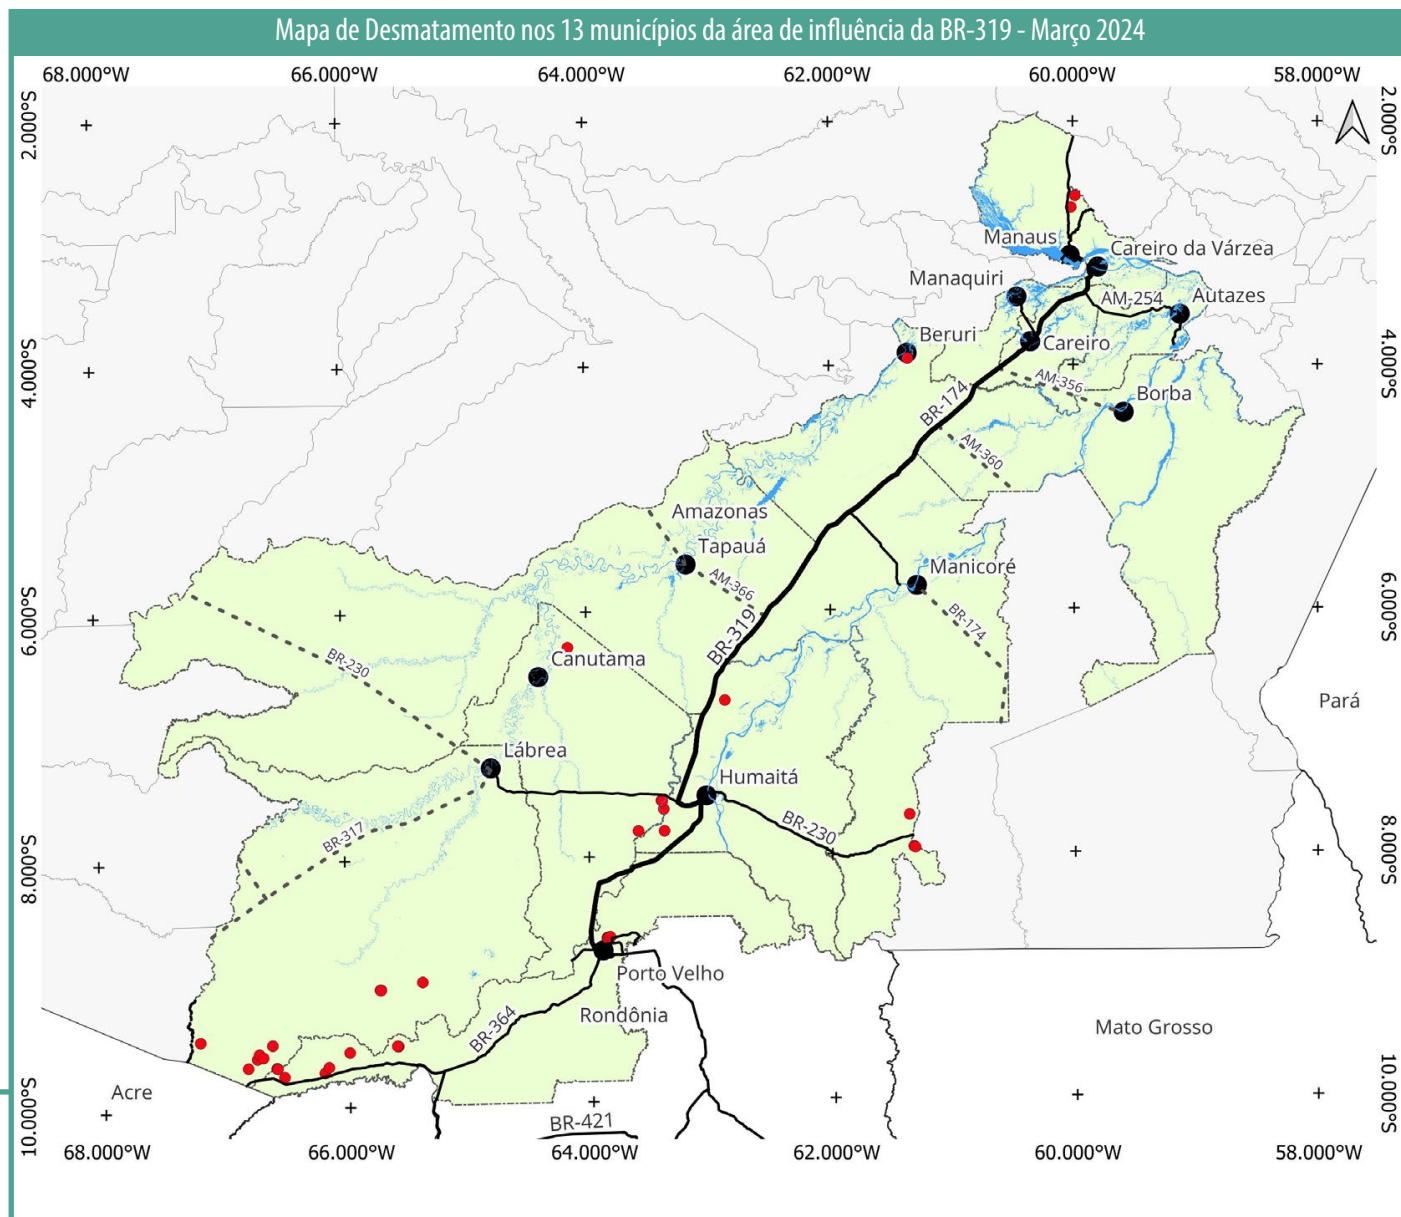 Mapa de Desmatamento nos 13 municípios da área de influência da BR-319 - Março 2024
68.000°W 66.000°W 64.000°W 62.000°W 60.000°W 58.000°W
2.000°S
2.000°S
Manaus
Careiro da Várzea
Manaquiri
AM-254
Autazes
Beruri
Careiro
4.000°S
4.000°S
AM-356
BR-174
Borba
AM-360
Amazonas
Tapauá
Manicoré
AM-366
6.000°S
6.000°S
BR-174
BR-319
Canutama
BR-230
Pará
Lábrea
Humaitá
BR-230
BR-317
8.000°S
8.000°S
Porto Velho
Rondônia
BR-364
Mato Grosso
Acre
10.000°S
10.000°S
BR-421
68.000°W 66.000°W 64.000°W 62.000°W 60.000°W 58.000°W